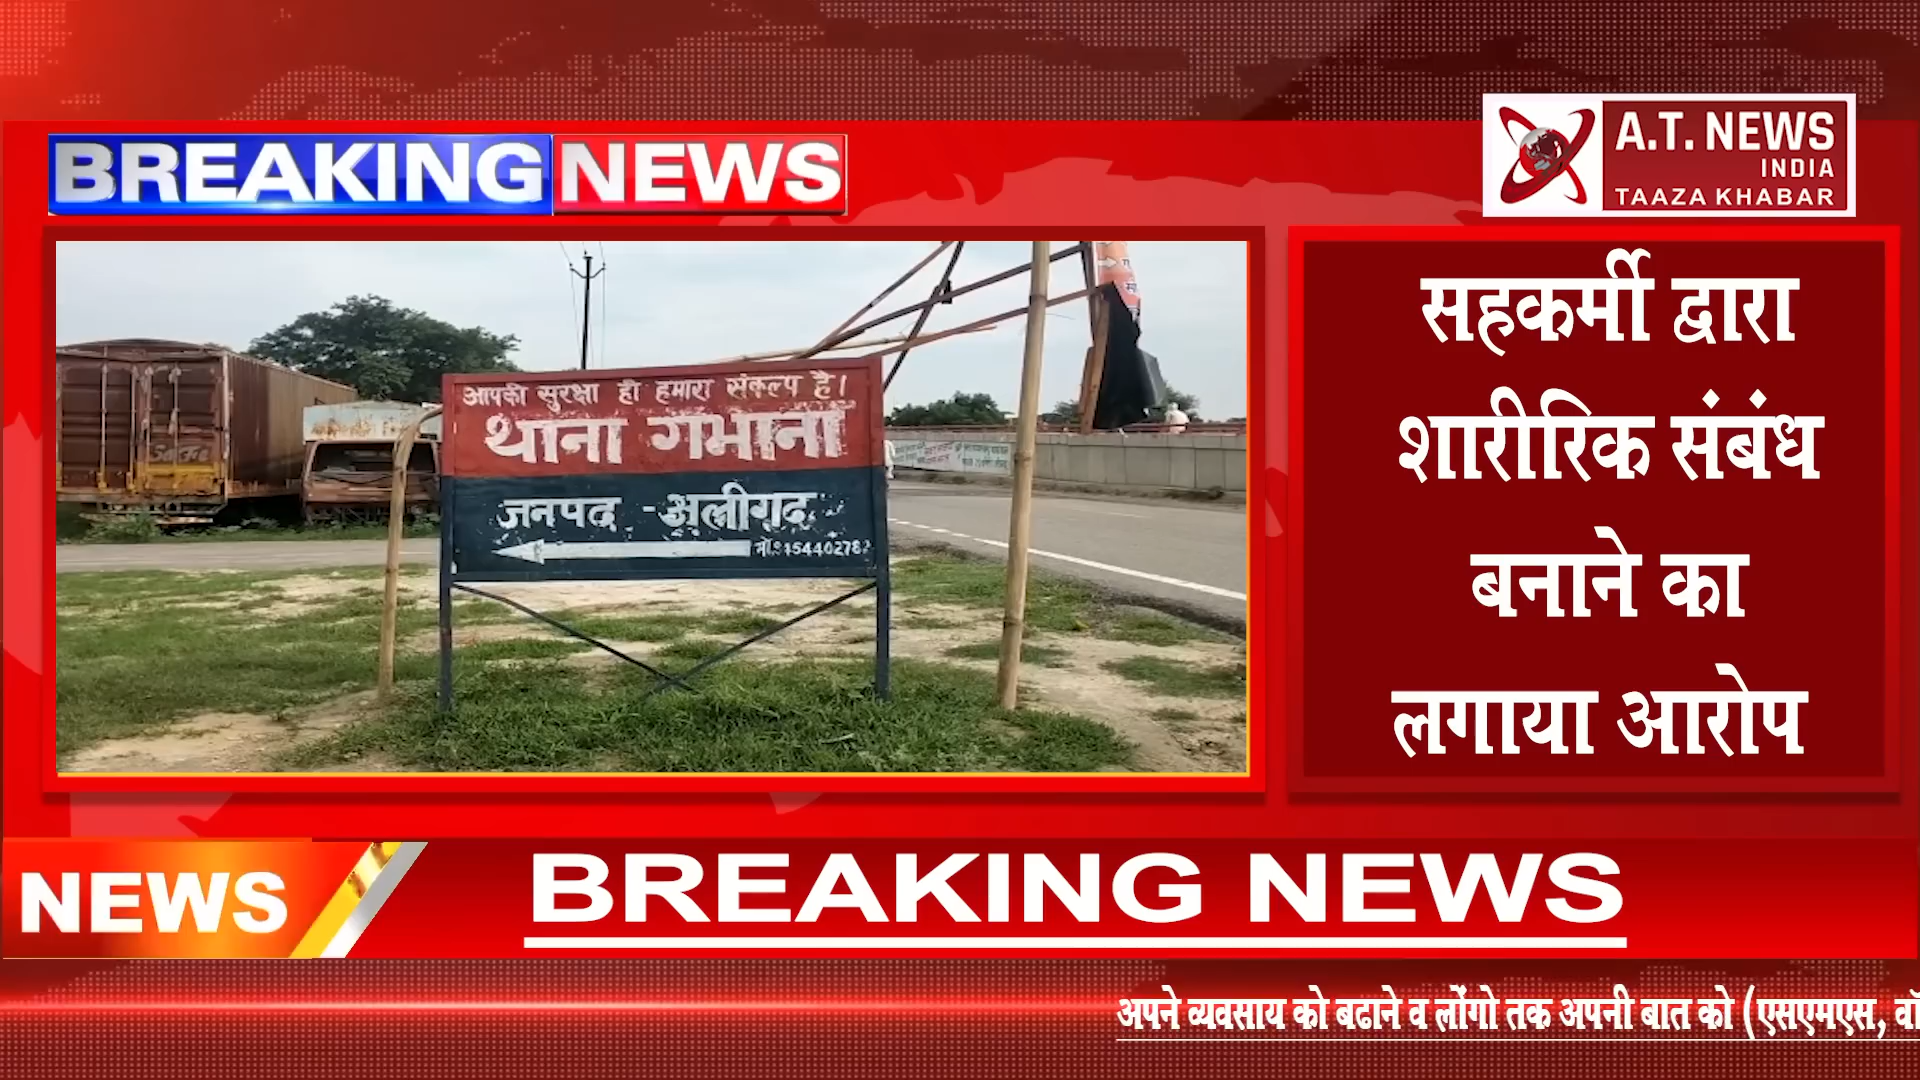 BREAKING NEWS
A.T. NEWS
INDIA
TAAZA KHABAR
आपकी सुरक्षा ही हमारा संकल्प है।
थाना गभाना
जनपद - अलीगढ़
सहकर्मी द्वारा
शारीरिक संबंध
बनाने का
लगाया आरोप
NEWS
BREAKING NEWS
अपने व्यवसाय को बढाने व लोंगो तक अपनी बात को (एसएमएस,